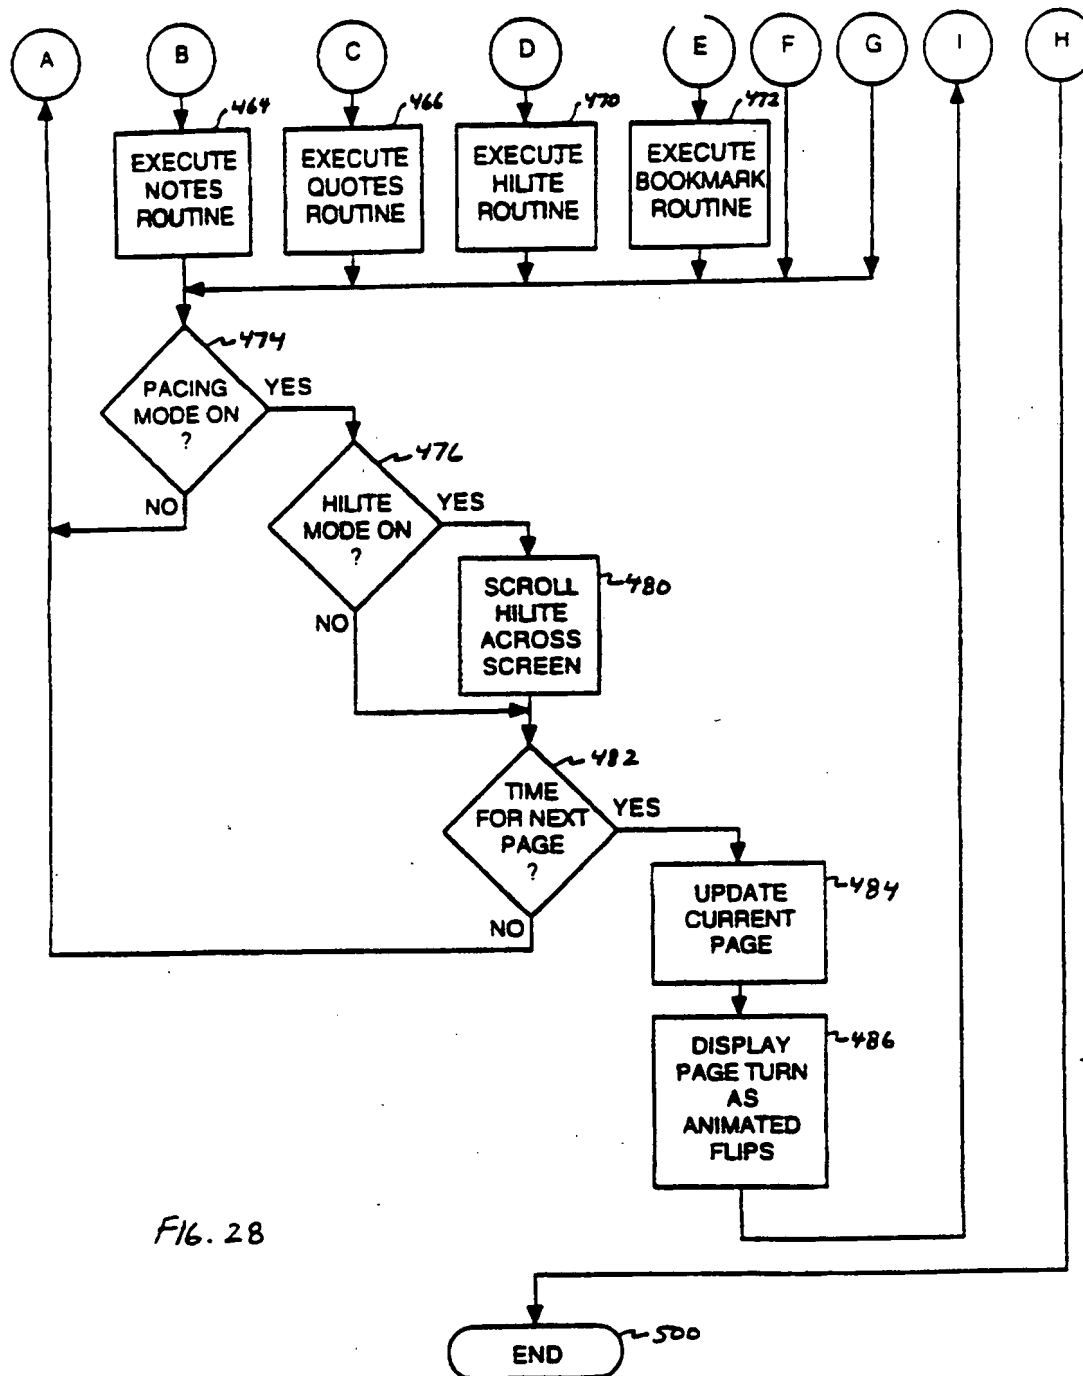 A
B
C
D
E
F
G
I
H
464
466
470
472
EXECUTE
NOTES
ROUTINE
EXECUTE
QUOTES
ROUTINE
EXECUTE
HILITE
ROUTINE
EXECUTE
BOOKMARK
ROUTINE
474
PACING
MODE ON
?
YES
NO
476
HILITE
MODE ON
?
YES
NO
480
SCROLL
HILITE
ACROSS
SCREEN
482
TIME
FOR NEXT
PAGE
?
YES
NO
484
UPDATE
CURRENT
PAGE
486
DISPLAY
PAGE TURN
AS
ANIMATED
FLIPS
FIG. 28
500
END